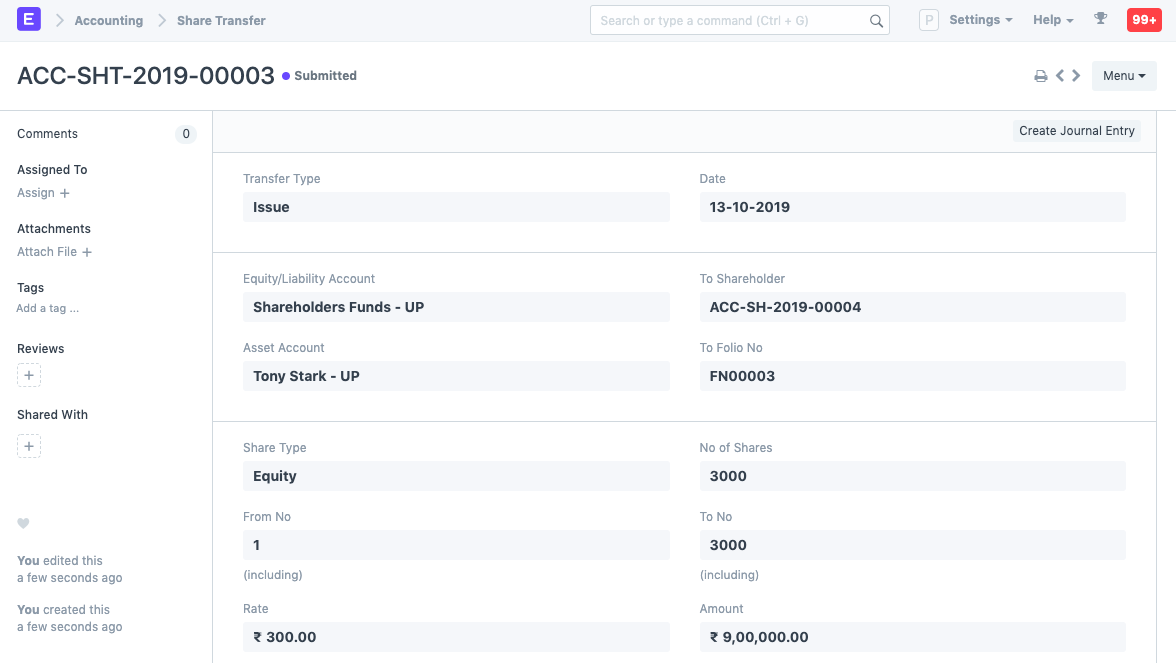 E Accounting Share Transfer Search or type a command (Ctrl + G) P Settings Help 99+
ACC-SHT-2019-00003 Submitted Menu
Comments 0
Create Journal Entry
Assigned To
Assign +
Attachments
Attach File +
Tags
Add a tag ...
Reviews
+
Shared With
+
You edited this
a few seconds ago
You created this
a few seconds ago
Transfer Type
Issue
Date
13-10-2019
Equity/Liability Account
Shareholders Funds - UP
To Shareholder
ACC-SH-2019-00004
Asset Account
Tony Stark - UP
To Folio No
FN00003
Share Type
Equity
No of Shares
3000
From No
1
(including)
To No
3000
(including)
Rate
₹ 300.00
Amount
₹ 9,00,000.00